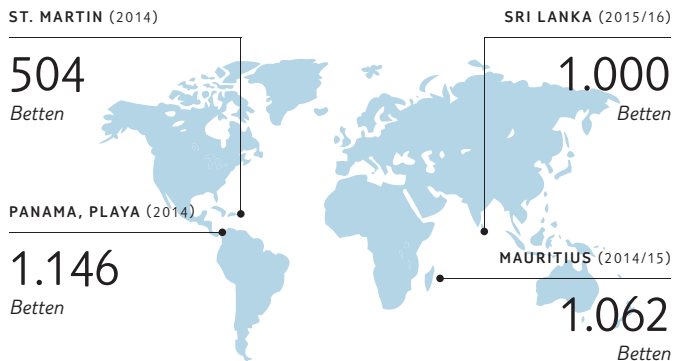 ST. MARTIN (2014)
504
Betten
SRI LANKA (2015/16)
1.000
Betten
PANAMA, PLAYA (2014)
1.146
Betten
MAURITIUS (2014/15)
1.062
Betten